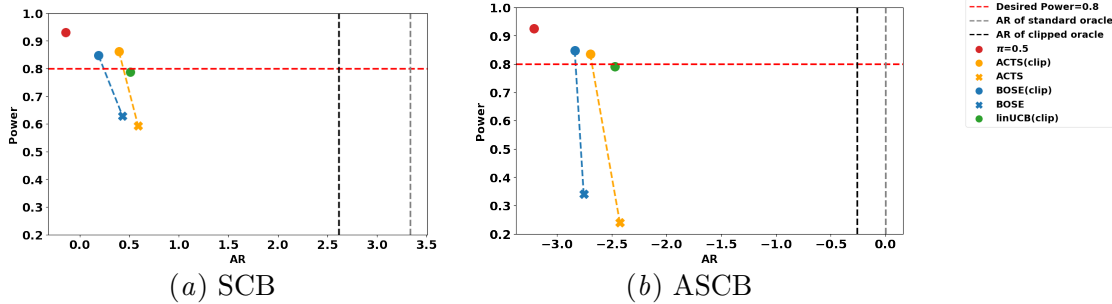 1.0
0.9
0.8
0.7
0.6
0.5
0.4
0.3
0.2
Power
0.0 0.5 1.0 1.5 2.0 2.5 3.0 3.5
AR
(a) SCB
1.0
0.9
0.8
0.7
0.6
0.5
0.4
0.3
0.2
Power
−3.0 −2.5 −2.0 −1.5 −1.0 −0.5 0.0
AR
(b) ASCB
Desired Power=0.8
AR of standard oracle
AR of clipped oracle
π=0.5
ACTS(clip)
ACTS
BOSE(clip)
BOSE
linUCB(clip)